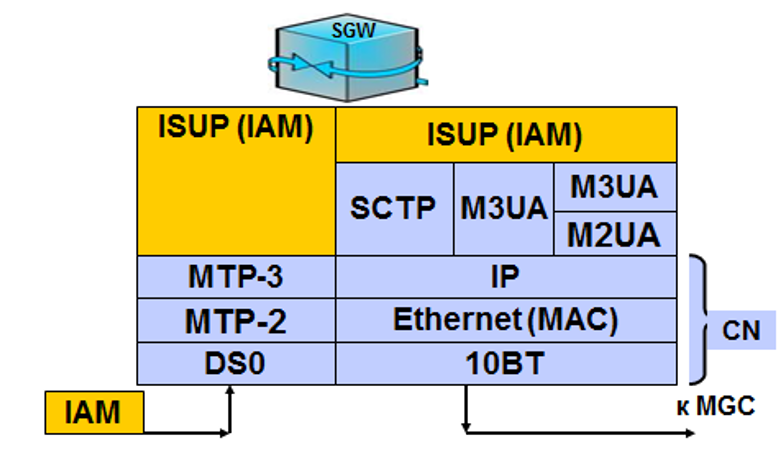 SGW
ISUP (IAM)
ISUP (IAM)
SCTP
M3UA
M3UA
M2UA
MTP-3
IP
MTP-2
Ethernet (MAC)
CN
DS0
10BT
IAM
к MGC